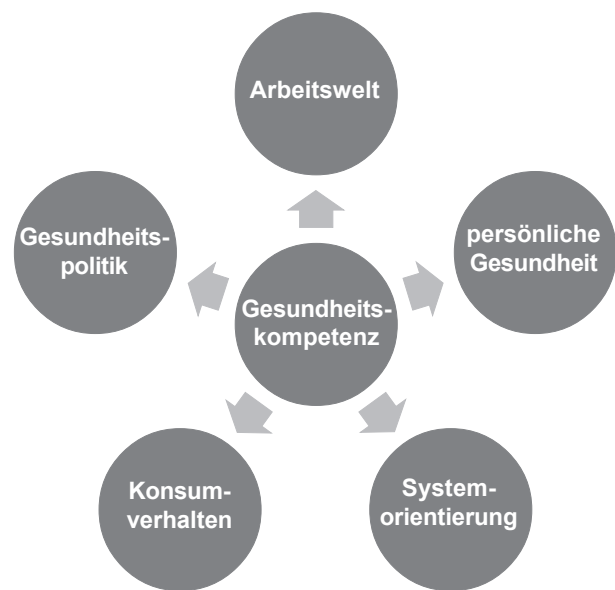 Arbeitswelt
Gesundheits-
politik
persönliche
Gesundheit
Gesundheits-
kompetenz
Konsum-
verhalten
System-
orientierung